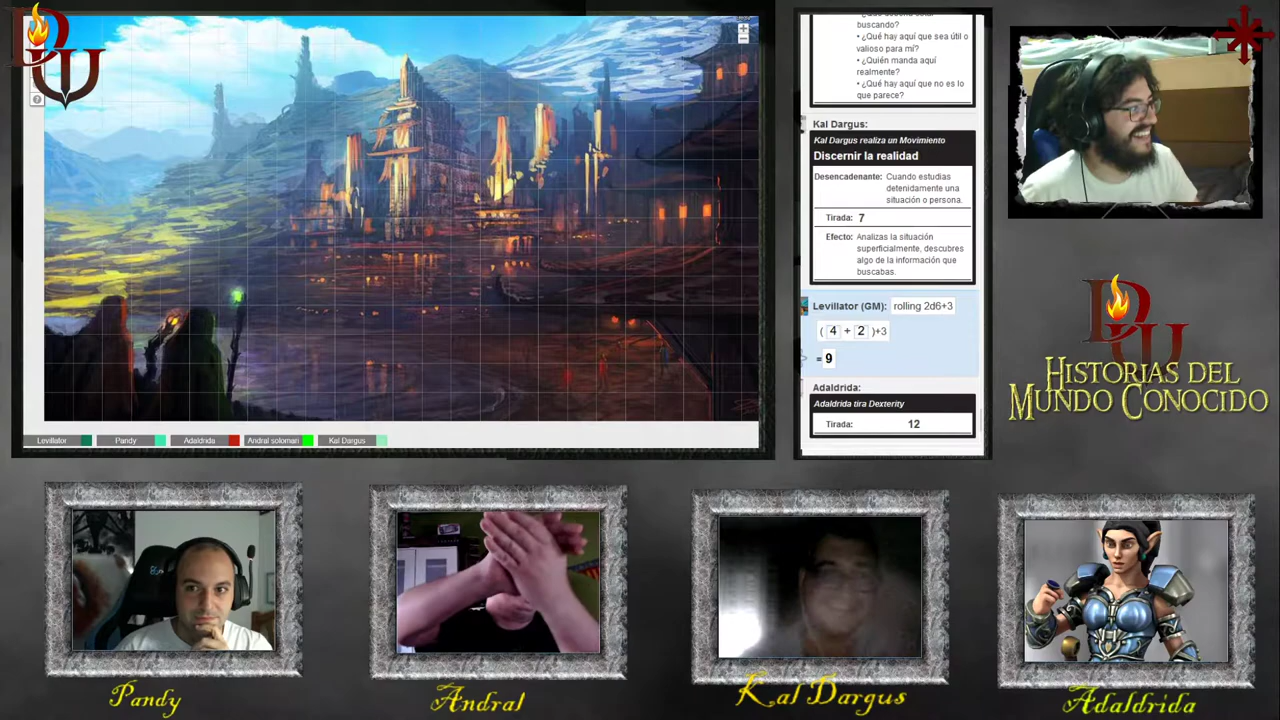 DU
buscando?
• ¿Qué hay aquí que sea útil o
valioso para mí?
• ¿Quién manda aquí
realmente?
• ¿Qué hay aquí que no es lo
que parece?
Kal Dargus:
Kal Dargus realiza un Movimiento
Discernir la realidad
Desencadenante: Cuando estudias
detenidamente una
situación o persona.
Tirada: 7
Efecto: Analizas la situación
superficialmente, descubres
algo de la información que
buscabas.
Levillator (GM): rolling 2d6+3
( 4 + 2 )+3
= 9
Adaldrida:
Adaldrida tira Dexterity
Tirada: 12
Levillator
Pandy
Adaldrida
Andral soloman
Kal Dargus
DU
HISTORIAS DEL
MUNDO CONOCIDO
Pandy
Andral
Kal Dargus
Adaldrida